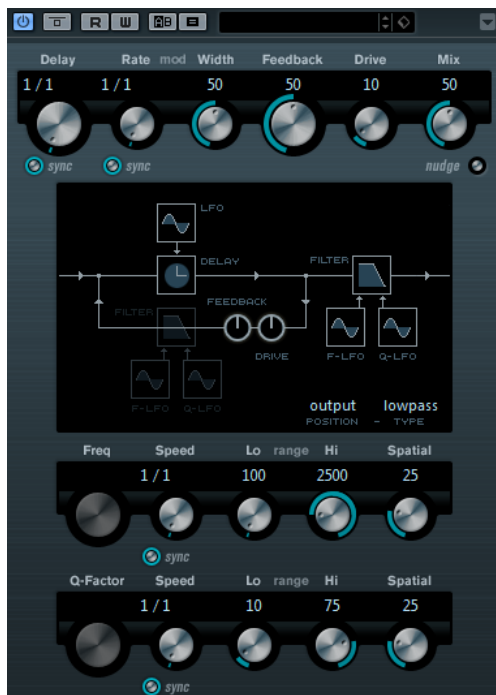 R W AB
Delay Rate mod Width Feedback Drive Mix
1 / 1 1 / 1 50 50 10 50
sync sync nudge
LFO
DELAY FILTER
FILTER FEEDBACK
DRIVE F-LFO Q-LFO
F-LFO Q-LFO output lowpass
POSITION – TYPE
Freq Speed Lo range Hi Spatial
1 / 1 100 2500 25
sync
Q-Factor Speed Lo range Hi Spatial
1 / 1 10 75 25
sync